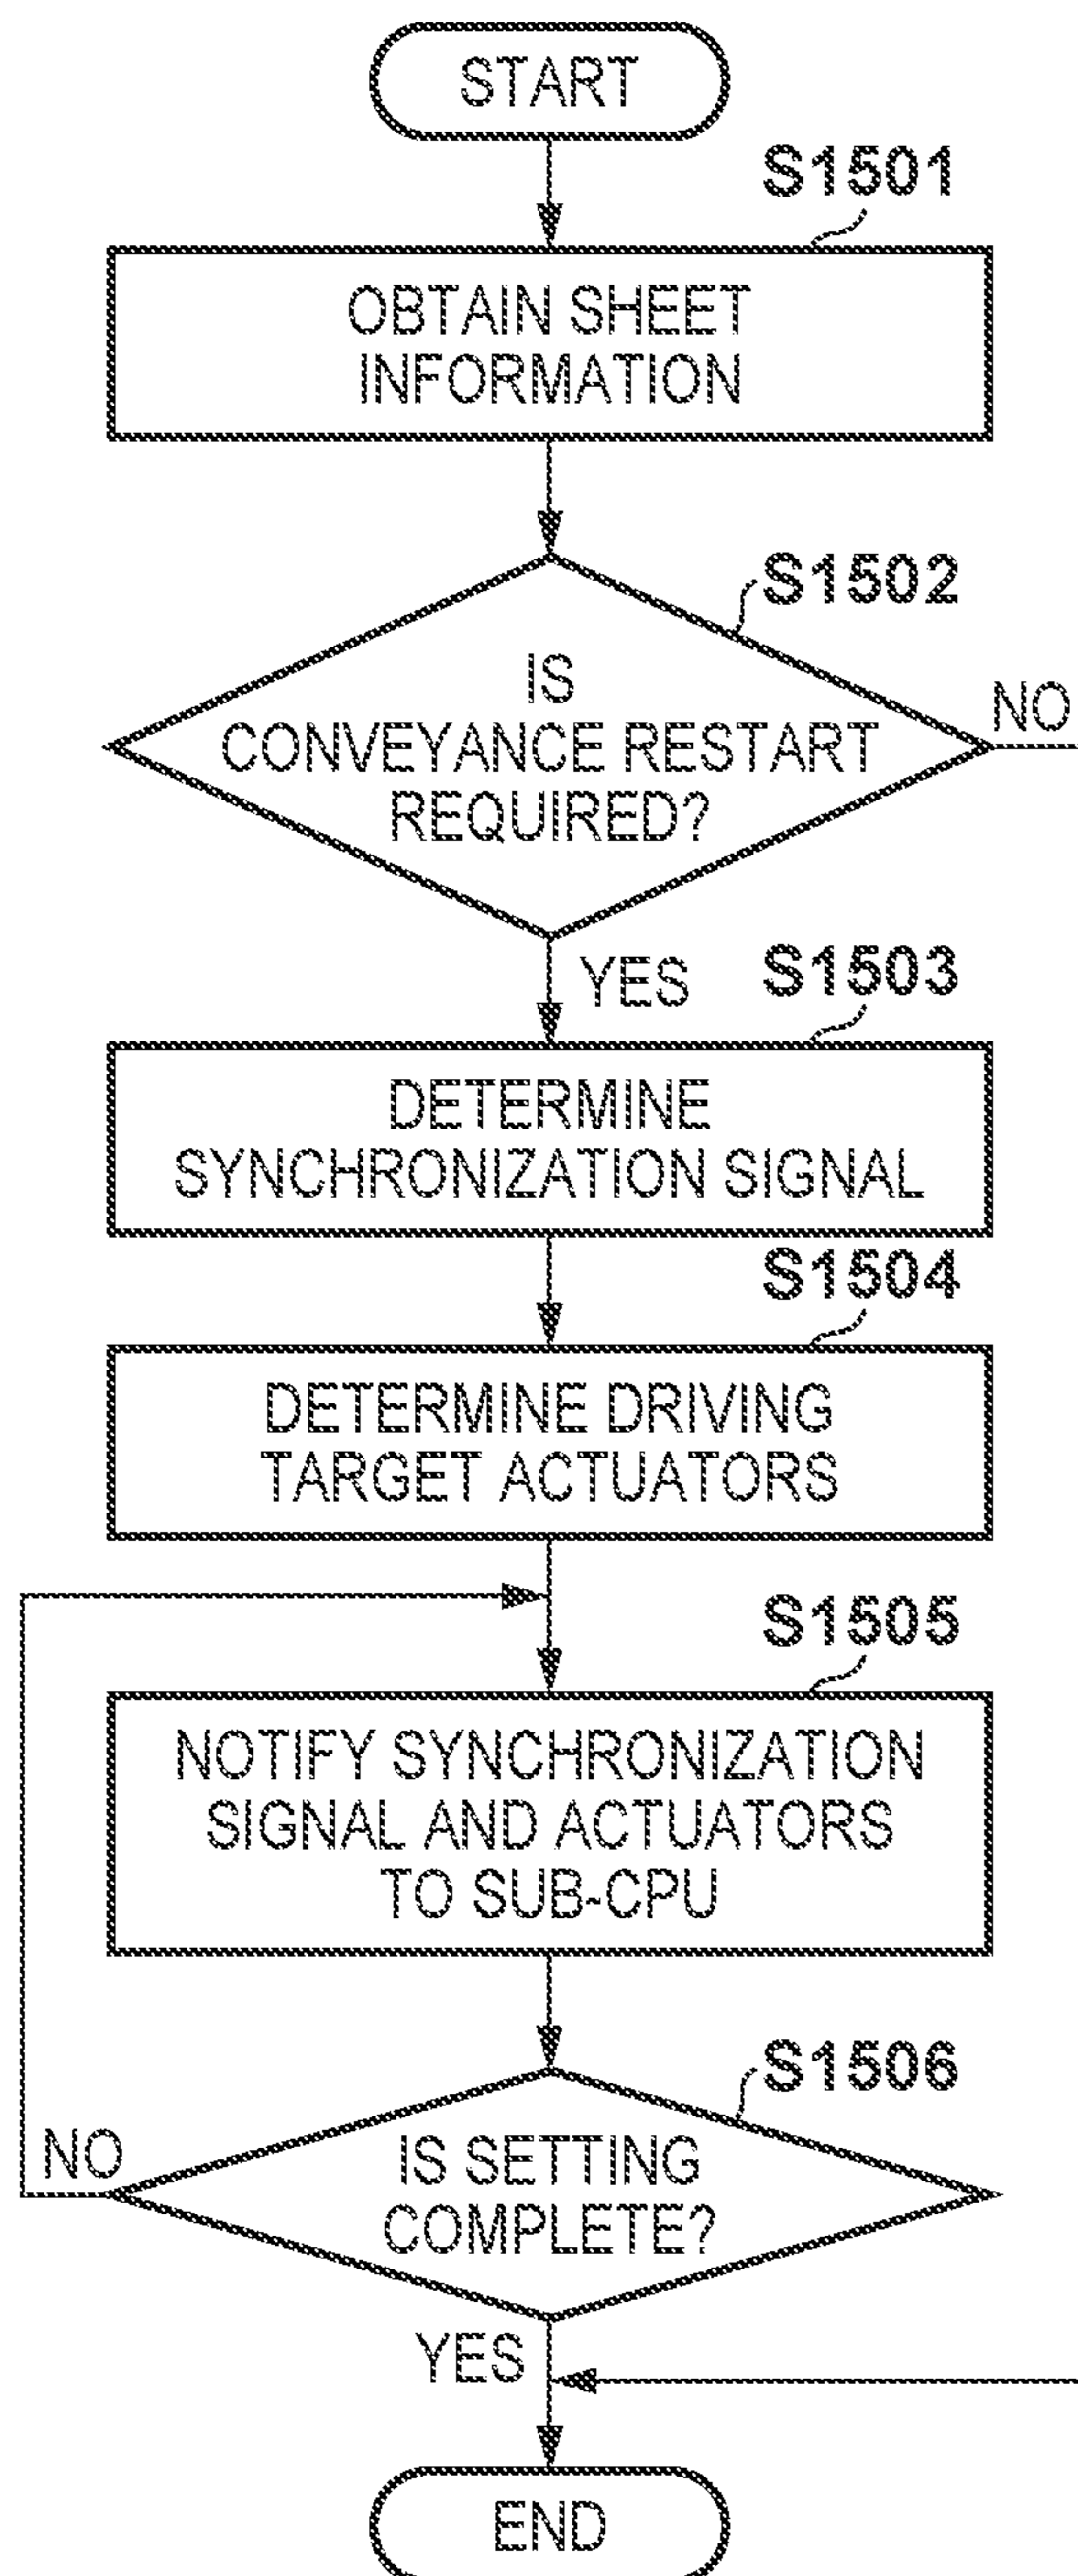 START
S1501
OBTAIN SHEET
INFORMATION
S1502
IS
CONVEYANCE RESTART
REQUIRED?
NO
YES
S1503
DETERMINE
SYNCHRONIZATION SIGNAL
S1504
DETERMINE DRIVING
TARGET ACTUATORS
S1505
NOTIFY SYNCHRONIZATION
SIGNAL AND ACTUATORS
TO SUB-CPU
S1506
IS SETTING
COMPLETE?
NO
YES
END